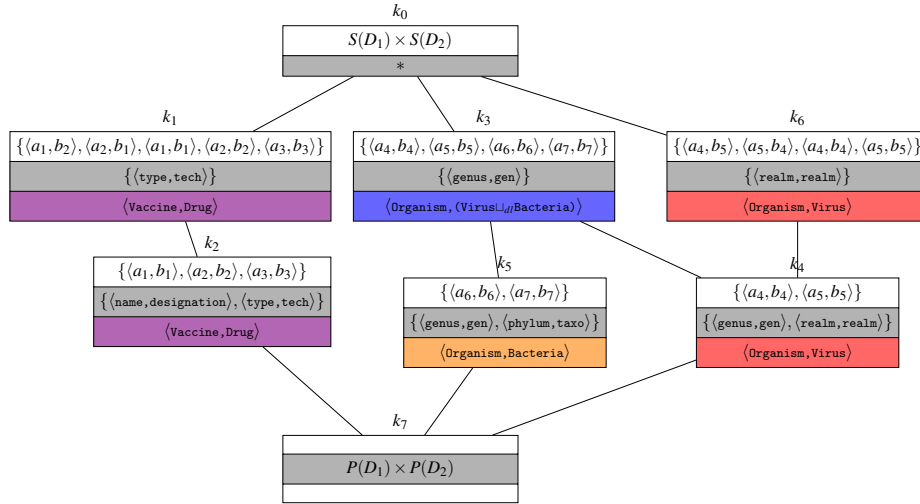 k₀
S(D₁) × S(D₂)
*
k₁
k₃
k₆
{⟨a₁,b₂⟩,⟨a₂,b₁⟩,⟨a₁,b₁⟩,⟨a₂,b₂⟩,⟨a₃,b₃⟩}
{⟨a₄,b₄⟩,⟨a₅,b₅⟩,⟨a₆,b₆⟩,⟨a₇,b₇⟩}
{⟨a₄,b₅⟩,⟨a₅,b₄⟩,⟨a₄,b₄⟩,⟨a₅,b₅⟩}
{⟨type,tech⟩}
{⟨genus,gen⟩}
{⟨realm,realm⟩}
⟨Vaccine,Drug⟩
⟨Organism,(Virus⊔_dl Bacteria)⟩
⟨Organism,Virus⟩
k₂
k₅
k₄
{⟨a₁,b₁⟩,⟨a₂,b₂⟩,⟨a₃,b₃⟩}
{⟨a₆,b₆⟩,⟨a₇,b₇⟩}
{⟨a₄,b₄⟩,⟨a₅,b₅⟩}
{⟨name,designation⟩,⟨type,tech⟩}
{⟨genus,gen⟩,⟨phylum,taxo⟩}
{⟨genus,gen⟩,⟨realm,realm⟩}
⟨Vaccine,Drug⟩
⟨Organism,Bacteria⟩
⟨Organism,Virus⟩
k₇
P(D₁) × P(D₂)